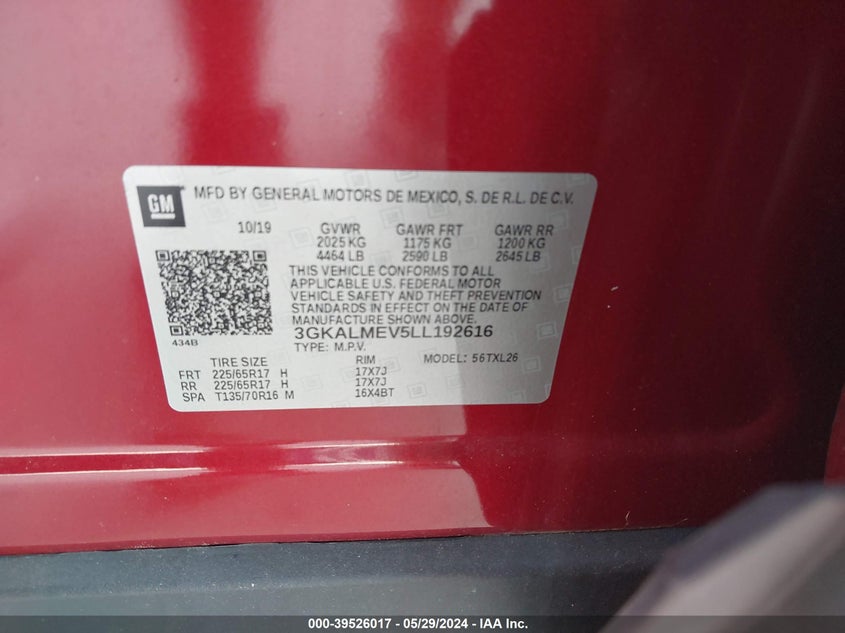 GM
MFD BY GENERAL MOTORS DE MEXICO, S. DE R.L. DE C.V.
10/19 GVWR GAWR FRT GAWR RR
2025 KG 1175 KG 1200 KG
4464 LB 2590 LB 2645 LB
THIS VEHICLE CONFORMS TO ALL
APPLICABLE U.S. FEDERAL MOTOR
VEHICLE SAFETY AND THEFT PREVENTION
STANDARDS IN EFFECT ON THE DATE OF
MANUFACTURE SHOWN ABOVE.
434B
3GKALMEV5LL192616
TYPE: M.P.V. MODEL: 56TXL26
TIRE SIZE RIM
FRT 225/65R17 H 17X7J
RR 225/65R17 H 17X7J
SPA T135/70R16 M 16X4BT
000-39526017 — 05/29/2024 — IAA Inc.